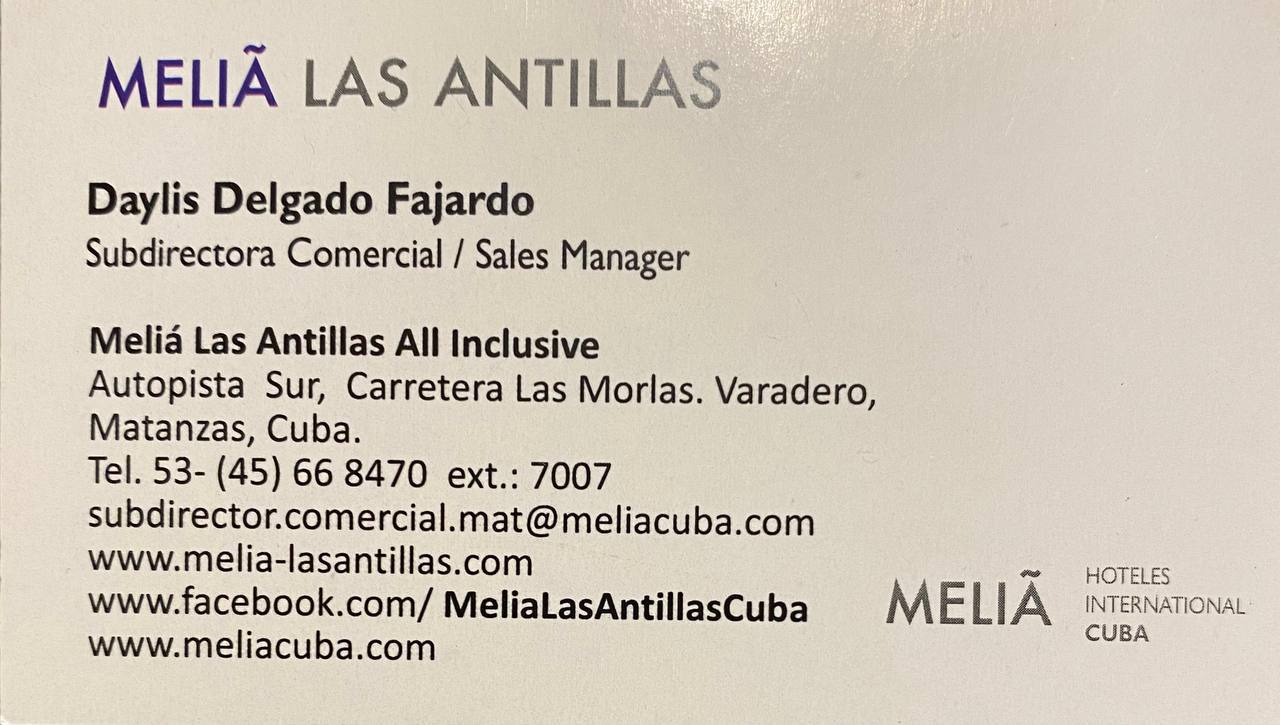 MELIÃ LAS ANTILLAS
Daylis Delgado Fajardo
Subdirectora Comercial / Sales Manager
Meliá Las Antillas All Inclusive
Autopista Sur, Carretera Las Morlas. Varadero,
Matanzas, Cuba.
Tel. 53- (45) 66 8470 ext.: 7007
subdirector.comercial.mat@meliacuba.com
www.melia-lasantillas.com
www.facebook.com/ MeliaLasAntillasCuba
www.meliacuba.com
MELIÃ
HOTELES
INTERNATIONAL
CUBA